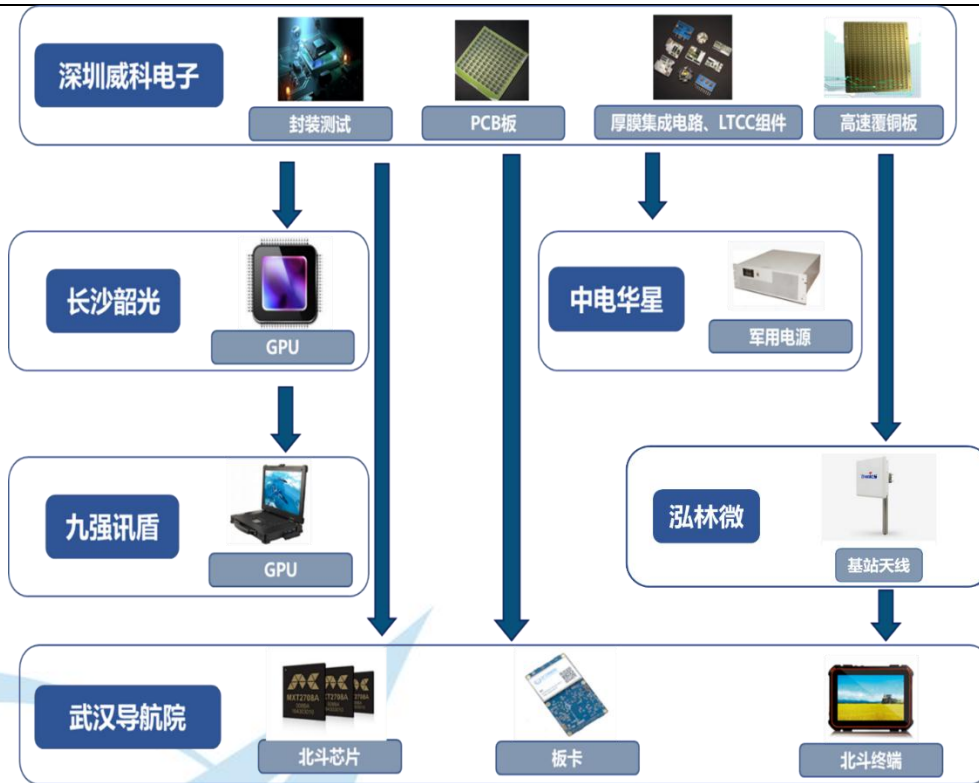 深圳威科电子
封装测试
PCB板
厚膜集成电路、LTCC组件
高速覆铜板
长沙韶光
GPU
中电华星
军用电源
九强讯盾
GPU
泓林微
基站天线
武汉导航院
MXT2708A
北斗芯片
板卡
北斗终端